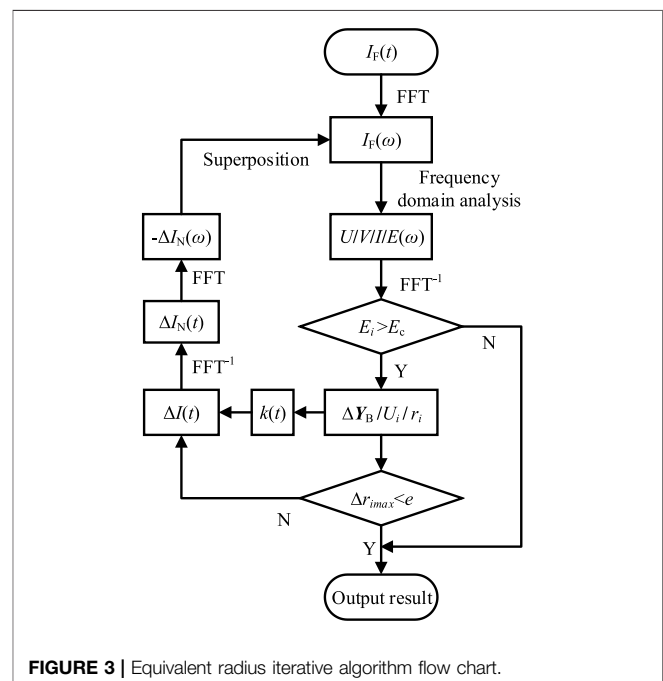 I_F(t)
FFT
I_F(ω)
Superposition
Frequency
domain analysis
-ΔI_N(ω)
U/V/I/E(ω)
FFT
FFT⁻¹
ΔI_N(t)
E_i>E_c
N
FFT⁻¹
Y
ΔI(t)
k(t)
ΔY_B/U_i/r_i
Δr_imax<e
N
Y
Output result
FIGURE 3 | Equivalent radius iterative algorithm flow chart.